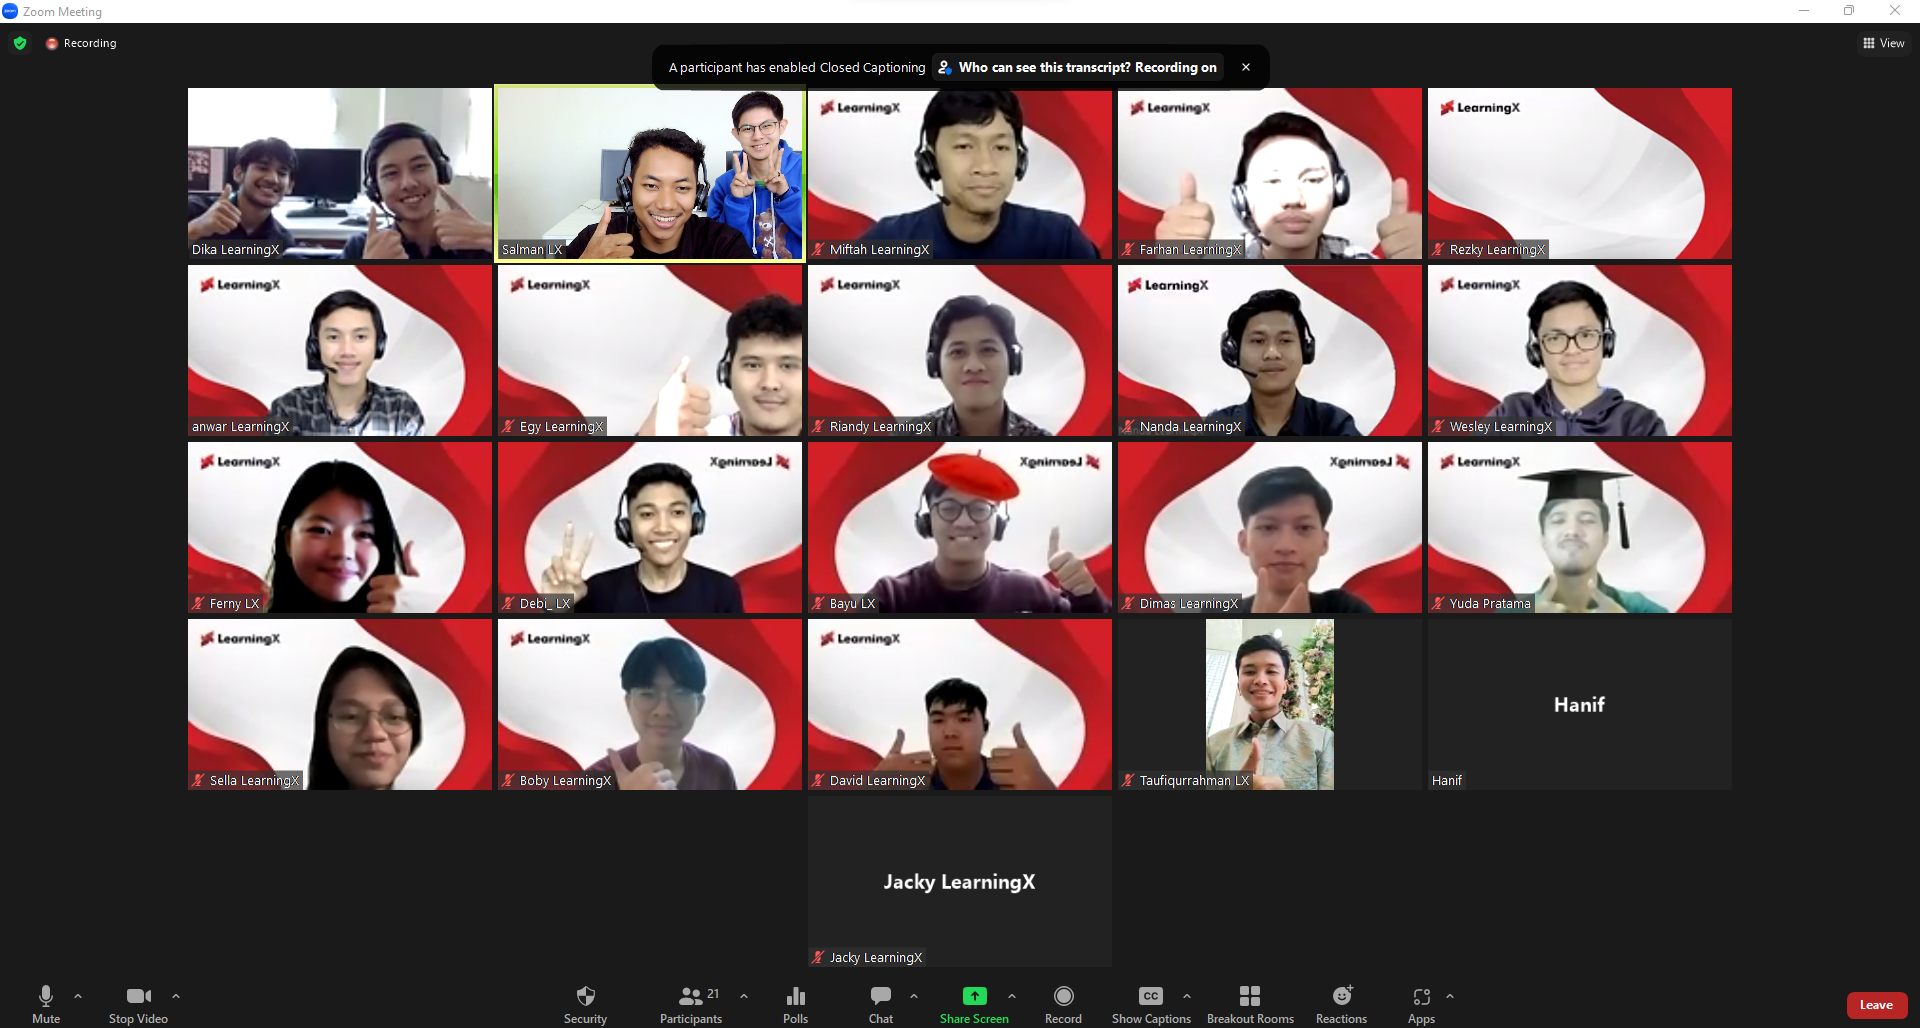 Zoom Meeting
Recording
View
A participant has enabled Closed Captioning Who can see this transcript? Recording on
LearningX
LearningX
LearningX
Dika LearningX
Salman LX
Miftah LearningX
Farhan LearningX
Rezky LearningX
LearningX
LearningX
LearningX
LearningX
LearningX
anwar LearningX
Egy LearningX
Riandy LearningX
Nanda LearningX
Wesley LearningX
LearningX
LearningX
LearningX
LearningX
LearningX
Ferny LX
Debi_ LX
Bayu LX
Dimas LearningX
Yuda Pratama
LearningX
LearningX
LearningX
Hanif
Sella LearningX
Boby LearningX
David LearningX
Taufiqurrahman LX
Hanif
Jacky LearningX
Jacky LearningX
Mute
Stop Video
Security
Participants 21
Polls
Chat
Share Screen
Record
CC
Show Captions
Breakout Rooms
Reactions
Apps
Leave